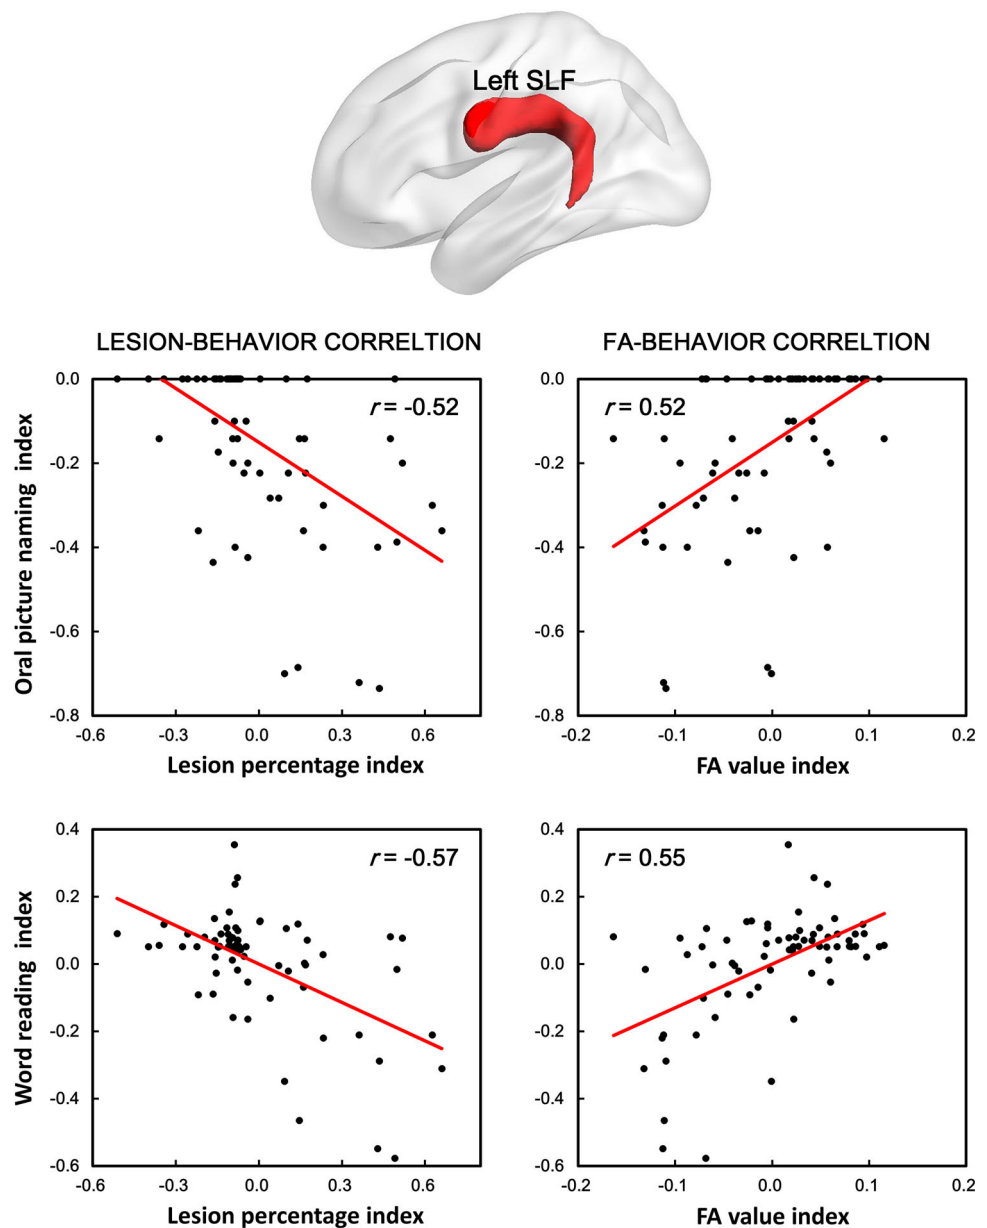 Left SLF
LESION-BEHAVIOR CORRELTION
FA-BEHAVIOR CORRELTION
Oral picture naming index
0.0
-0.2
-0.4
-0.6
-0.8
r = -0.52
-0.6 -0.3 0.0 0.3 0.6
Lesion percentage index
0.0
-0.2
-0.4
-0.6
-0.8
r = 0.52
-0.2 -0.1 0.0 0.1 0.2
FA value index
Word reading index
0.4
0.2
0.0
-0.2
-0.4
-0.6
r = -0.57
-0.6 -0.3 0.0 0.3 0.6
Lesion percentage index
0.4
0.2
0.0
-0.2
-0.4
-0.6
r = 0.55
-0.2 -0.1 0.0 0.1 0.2
FA value index